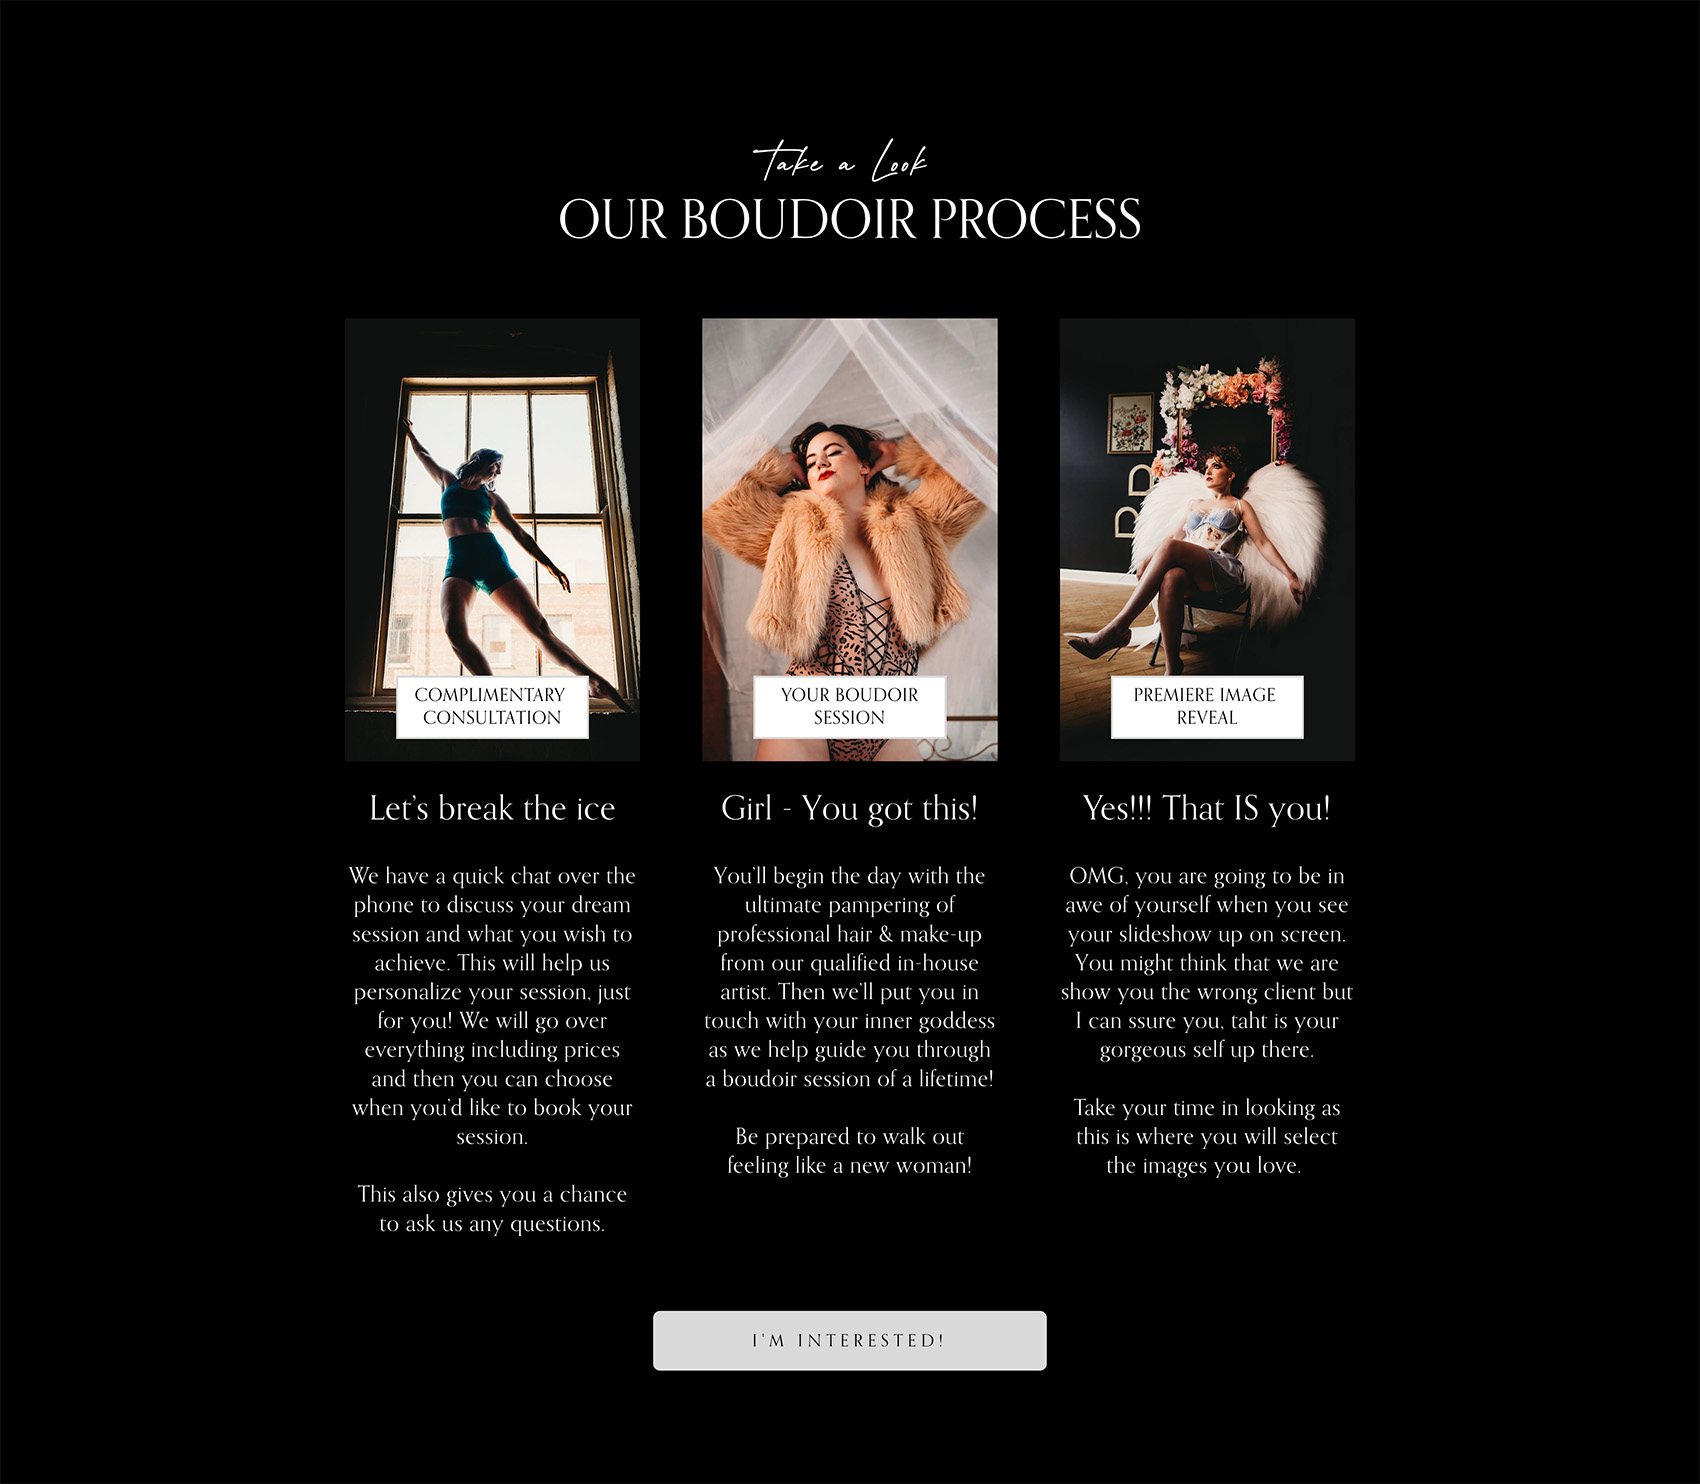 Take a Look
OUR BOUDOIR PROCESS
COMPLIMENTARY
CONSULTATION
Let's break the ice
We have a quick chat over the
phone to discuss your dream
session and what you wish to
achieve. This will help us
personalize your session, just
for you! We will go over
everything including prices
and then you can choose
when you'd like to book your
session.
This also gives you a chance
to ask us any questions.
YOUR BOUDOIR
SESSION
Girl - You got this!
You'll begin the day with the
ultimate pampering of
professional hair & make-up
from our qualified in-house
artist. Then we'll put you in
touch with your inner goddess
as we help guide you through
a boudoir session of a lifetime!
Be prepared to walk out
feeling like a new woman!
PREMIERE IMAGE
REVEAL
Yes!!! That IS you!
OMG, you are going to be in
awe of yourself when you see
your slideshow up on screen.
You might think that we are
show you the wrong client but
I can ssure you, taht is your
gorgeous self up there.
Take your time in looking as
this is where you will select
the images you love.
I'M INTERESTED!